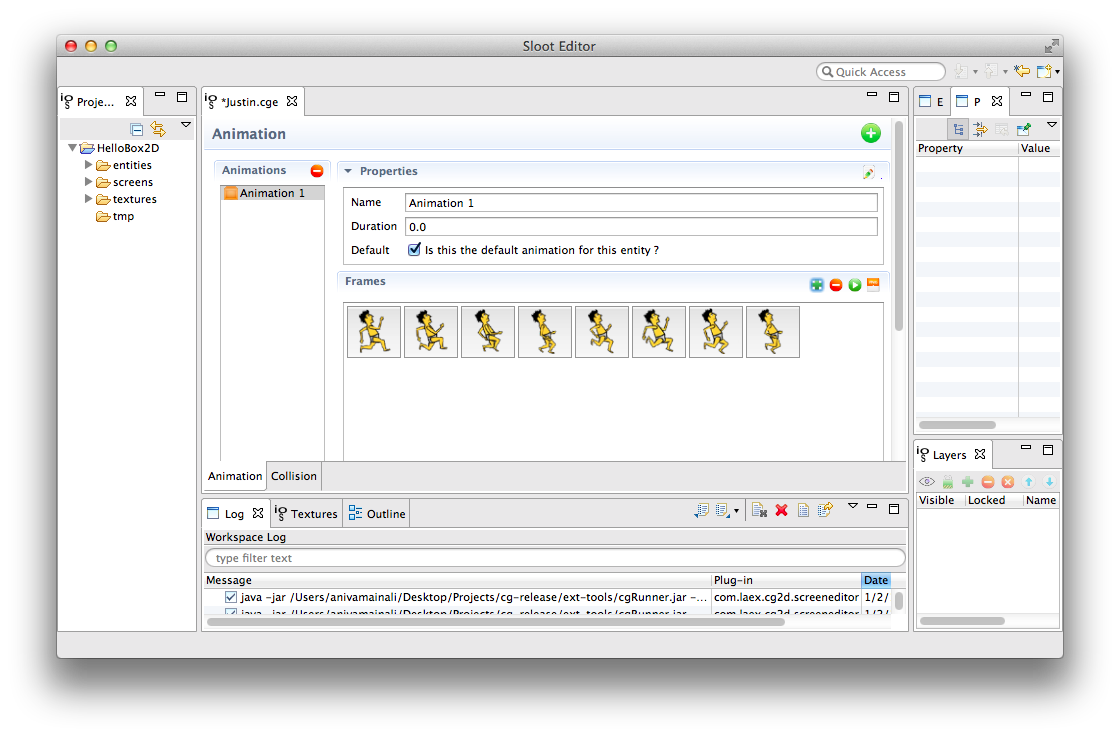 Sloot Editor
Quick Access
Proje...
*Justin.cge
E
P
Animation
Property Value
HelloBox2D
entities
screens
textures
tmp
Animations
Animation 1
Properties
Name Animation 1
Duration 0.0
Default Is this the default animation for this entity ?
Frames
Animation Collision
Layers
Visible Locked Name
Log Textures Outline
Workspace Log
type filter text
Message Plug-in Date
java -jar /Users/anivamainali/Desktop/Projects/cg-release/ext-tools/cgRunner.jar -... com.laex.cg2d.screeneditor 1/2/
java -jar /Users/anivamainali/Desktop/Projects/cg-release/ext-tools/cgRunner.jar com.laex.cg2d.screeneditor 1/2/